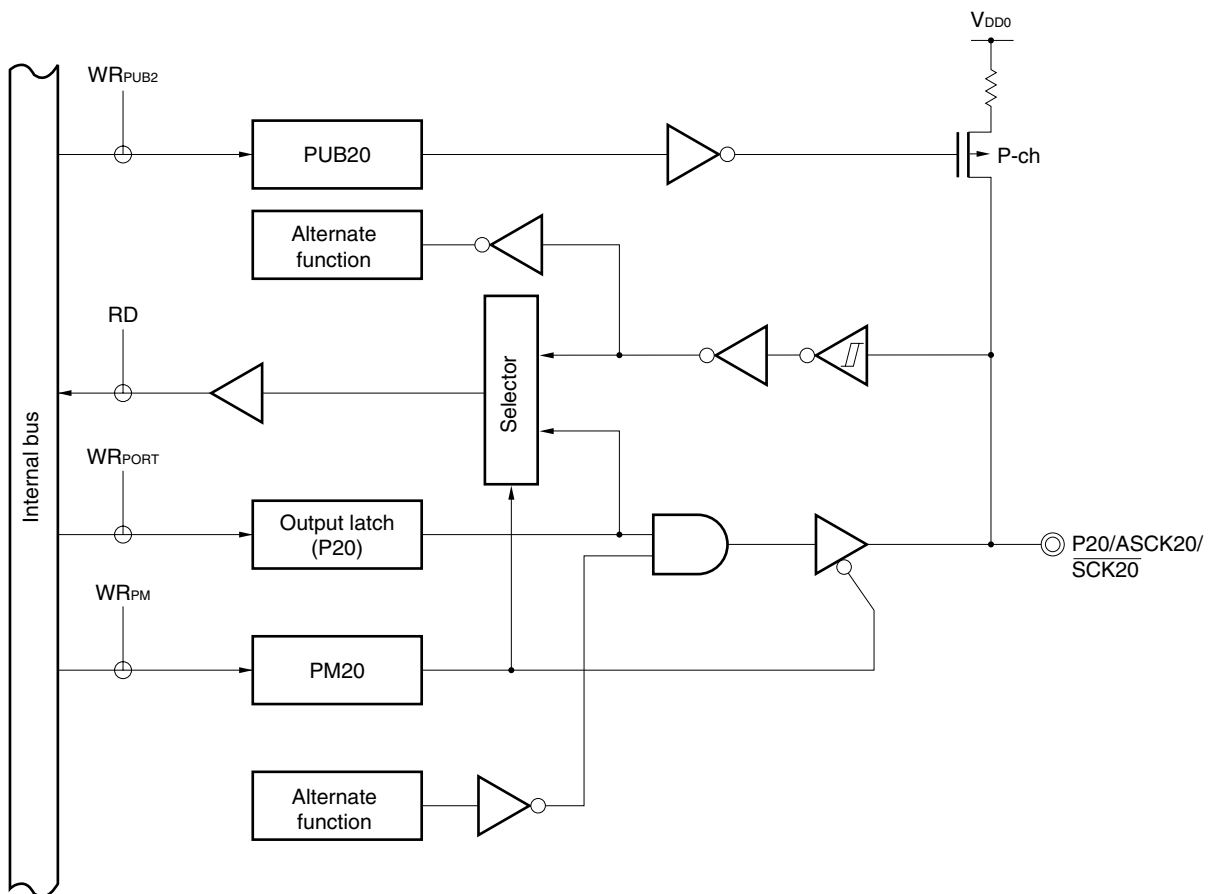 VDD0
WRPUB2
PUB20
P-ch
Alternate
function
RD
Selector
Internal bus
WRPORT
Output latch
(P20)
P20/ASCK20/
SCK20
WRPM
PM20
Alternate
function